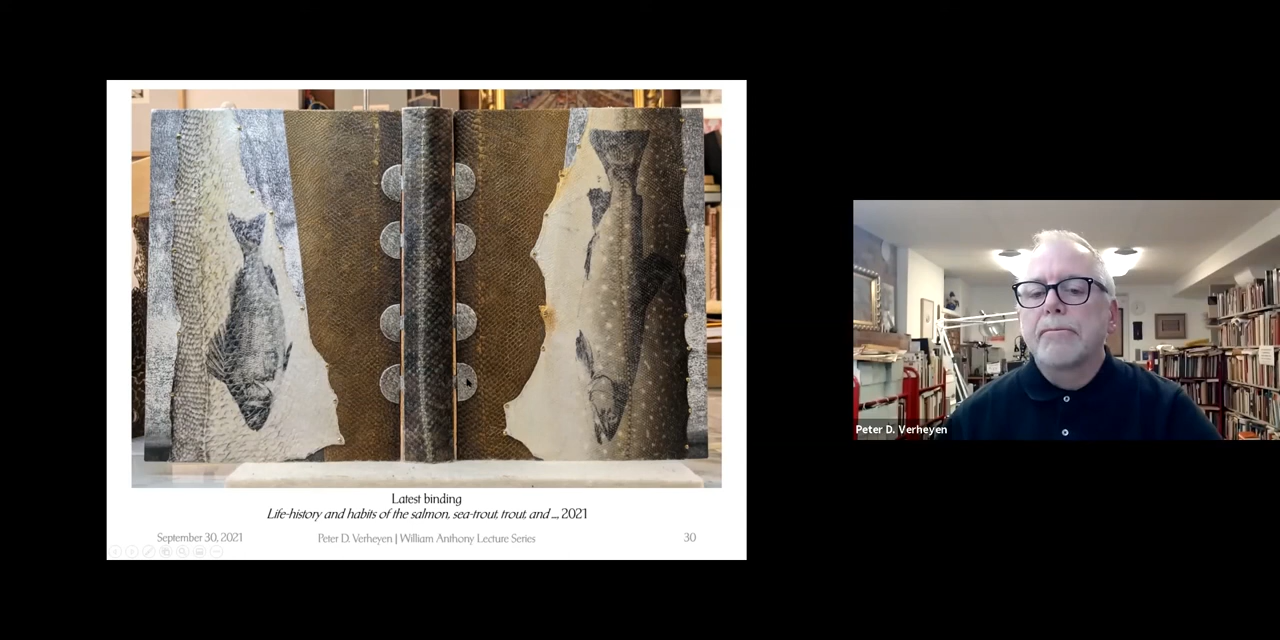 Latest binding
Life-history and habits of the salmon, sea-trout, trout, and ..., 2021
September 30, 2021
Peter D. Verheyen | William Anthony Lecture Series
30
Peter D. Verheyen